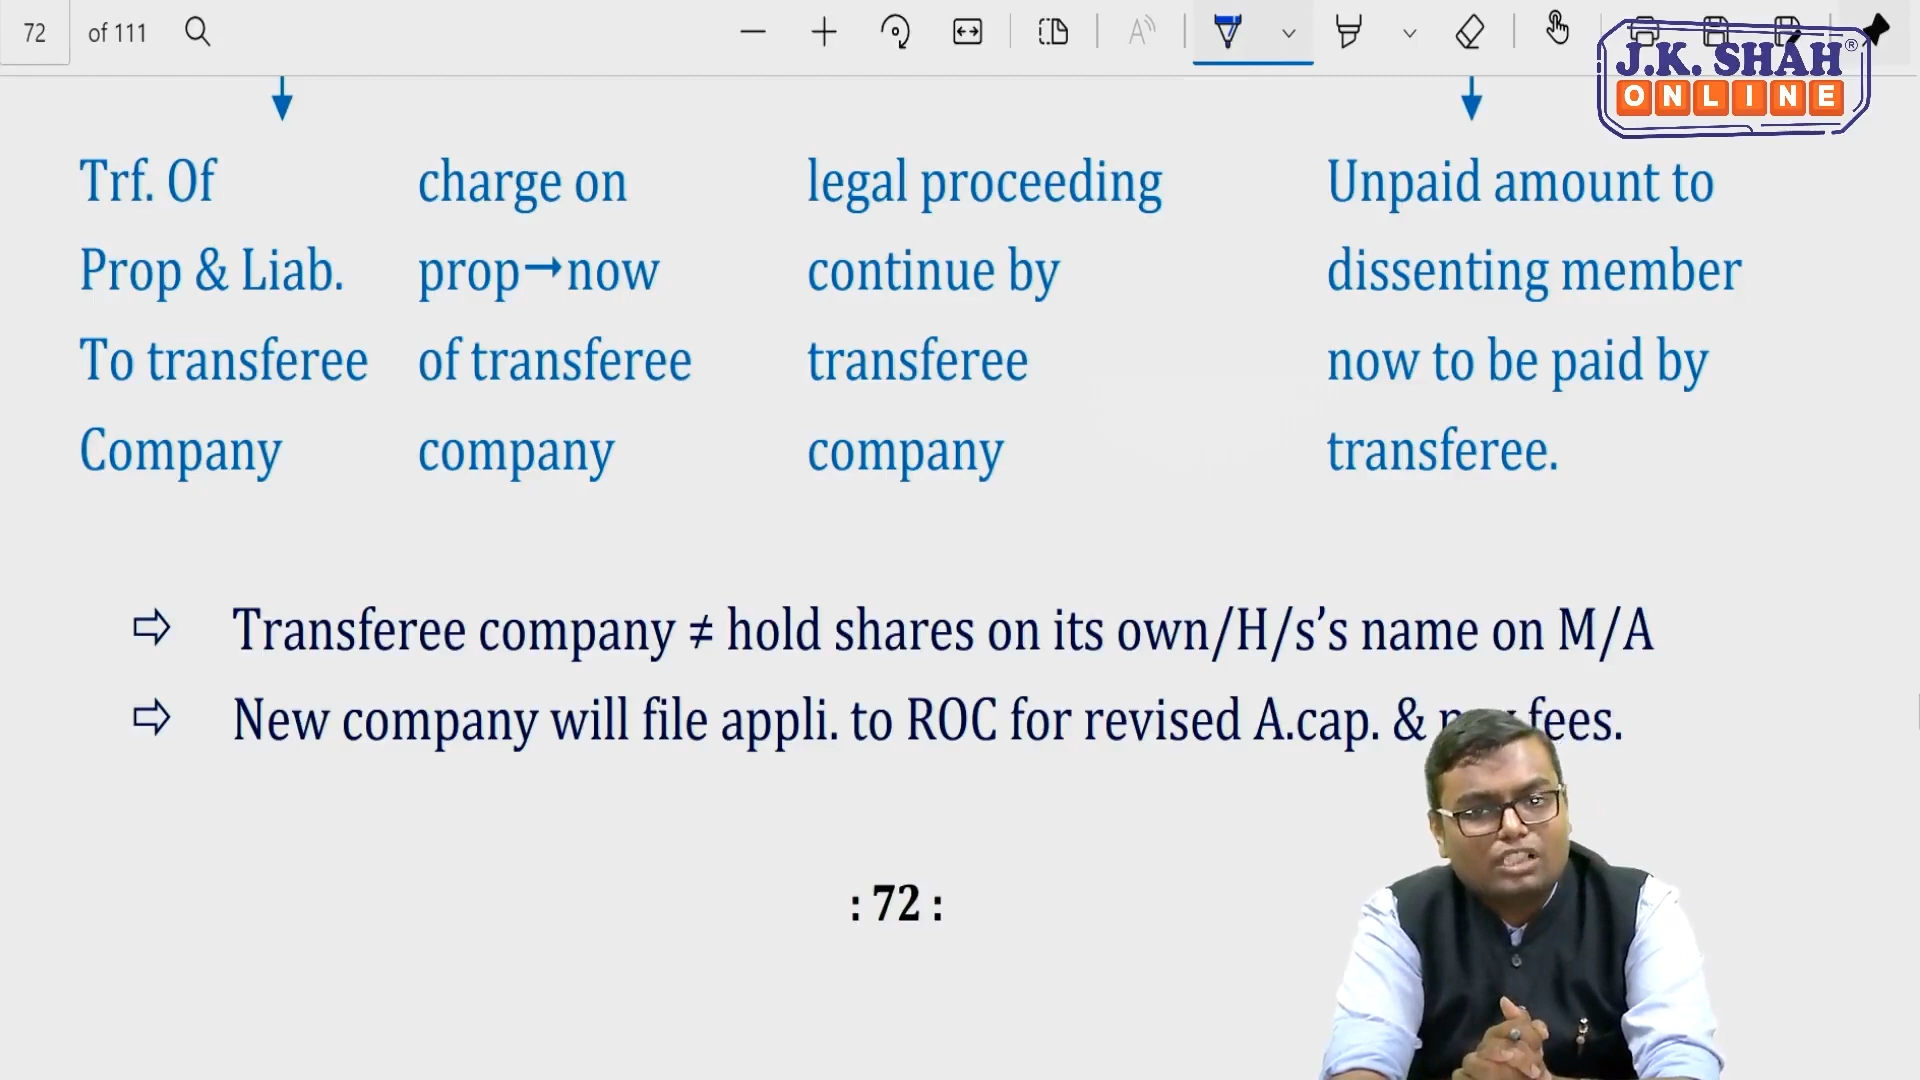 72 of 111
J.K. SHAH®
ONLINE
Trf. Of
Prop & Liab.
To transferee
Company
charge on
prop→now
of transferee
company
legal proceeding
continue by
transferee
company
Unpaid amount to
dissenting member
now to be paid by
transferee.
⇨ Transferee company ≠ hold shares on its own/H/s’s name on M/A
⇨ New company will file appli. to ROC for revised A.cap. & fees.
: 72 :